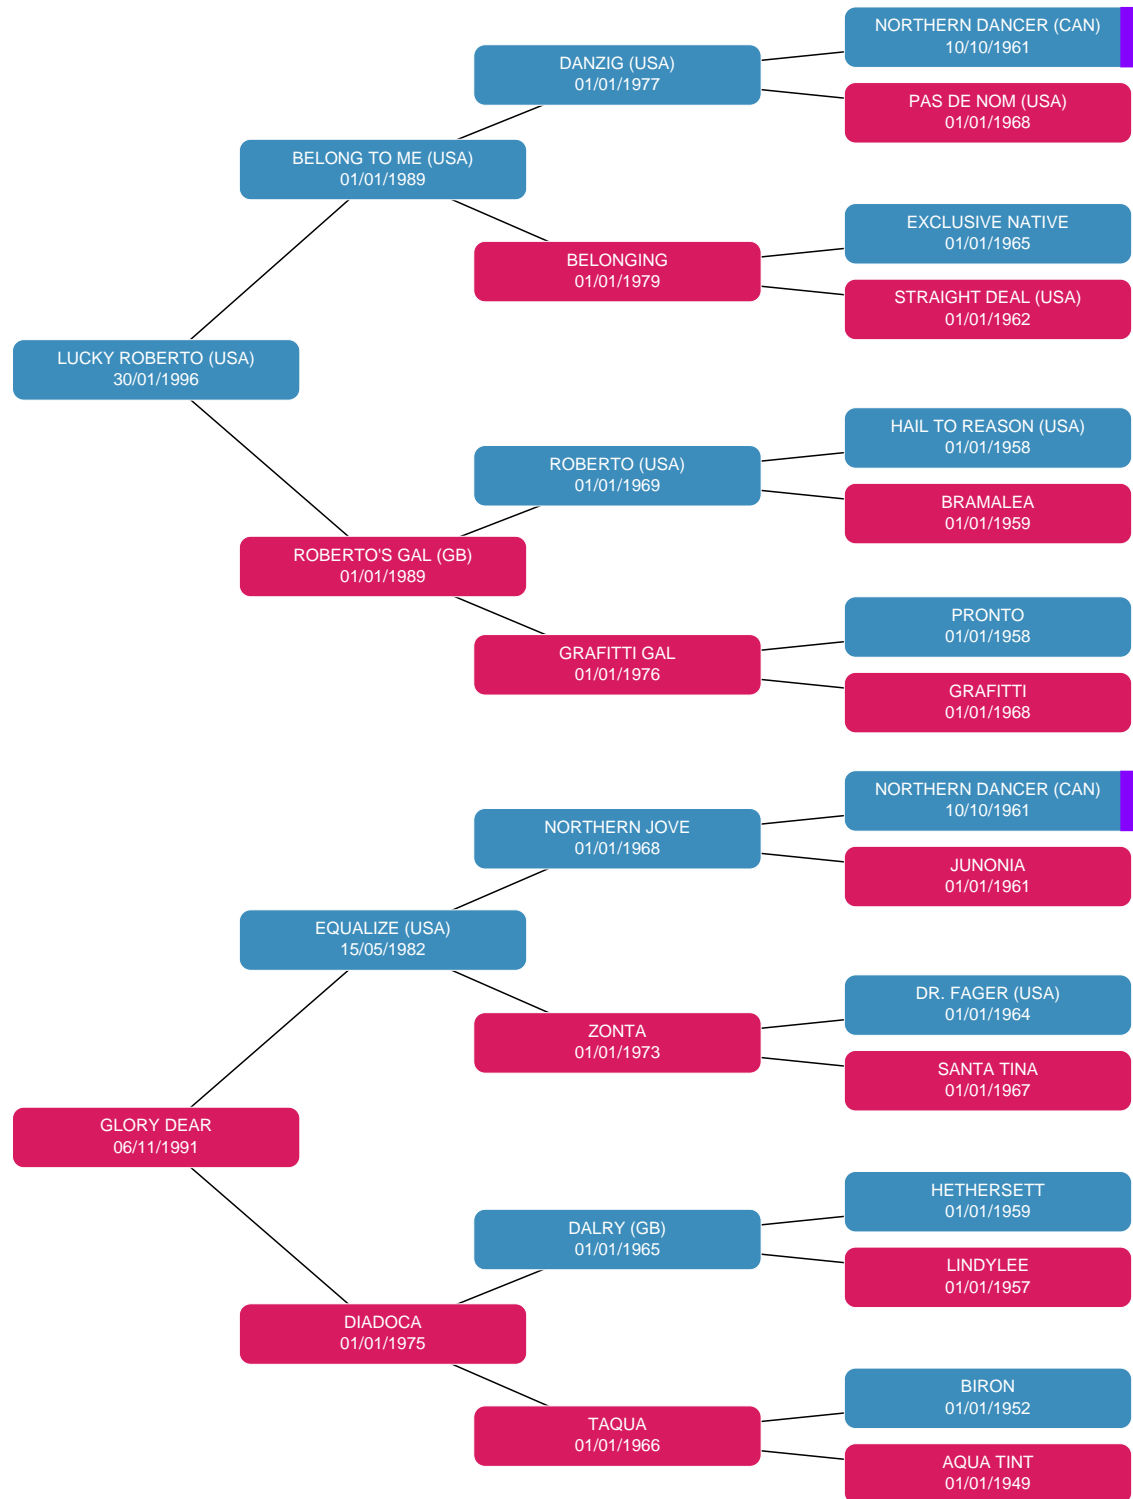 NORTHERN DANCER (CAN)
10/10/1961
DANZIG (USA)
01/01/1977
PAS DE NOM (USA)
01/01/1968
BELONG TO ME (USA)
01/01/1989
EXCLUSIVE NATIVE
01/01/1965
BELONGING
01/01/1979
STRAIGHT DEAL (USA)
01/01/1962
LUCKY ROBERTO (USA)
30/01/1996
HAIL TO REASON (USA)
01/01/1958
ROBERTO (USA)
01/01/1969
BRAMALEA
01/01/1959
ROBERTO'S GAL (GB)
01/01/1989
PRONTO
01/01/1958
GRAFITTI GAL
01/01/1976
GRAFITTI
01/01/1968
NORTHERN DANCER (CAN)
10/10/1961
NORTHERN JOVE
01/01/1968
JUNONIA
01/01/1961
EQUALIZE (USA)
15/05/1982
DR. FAGER (USA)
01/01/1964
ZONTA
01/01/1973
SANTA TINA
01/01/1967
GLORY DEAR
06/11/1991
HETHERSETT
01/01/1959
DALRY (GB)
01/01/1965
LINDYLEE
01/01/1957
DIADOCA
01/01/1975
BIRON
01/01/1952
TAQUA
01/01/1966
AQUA TINT
01/01/1949